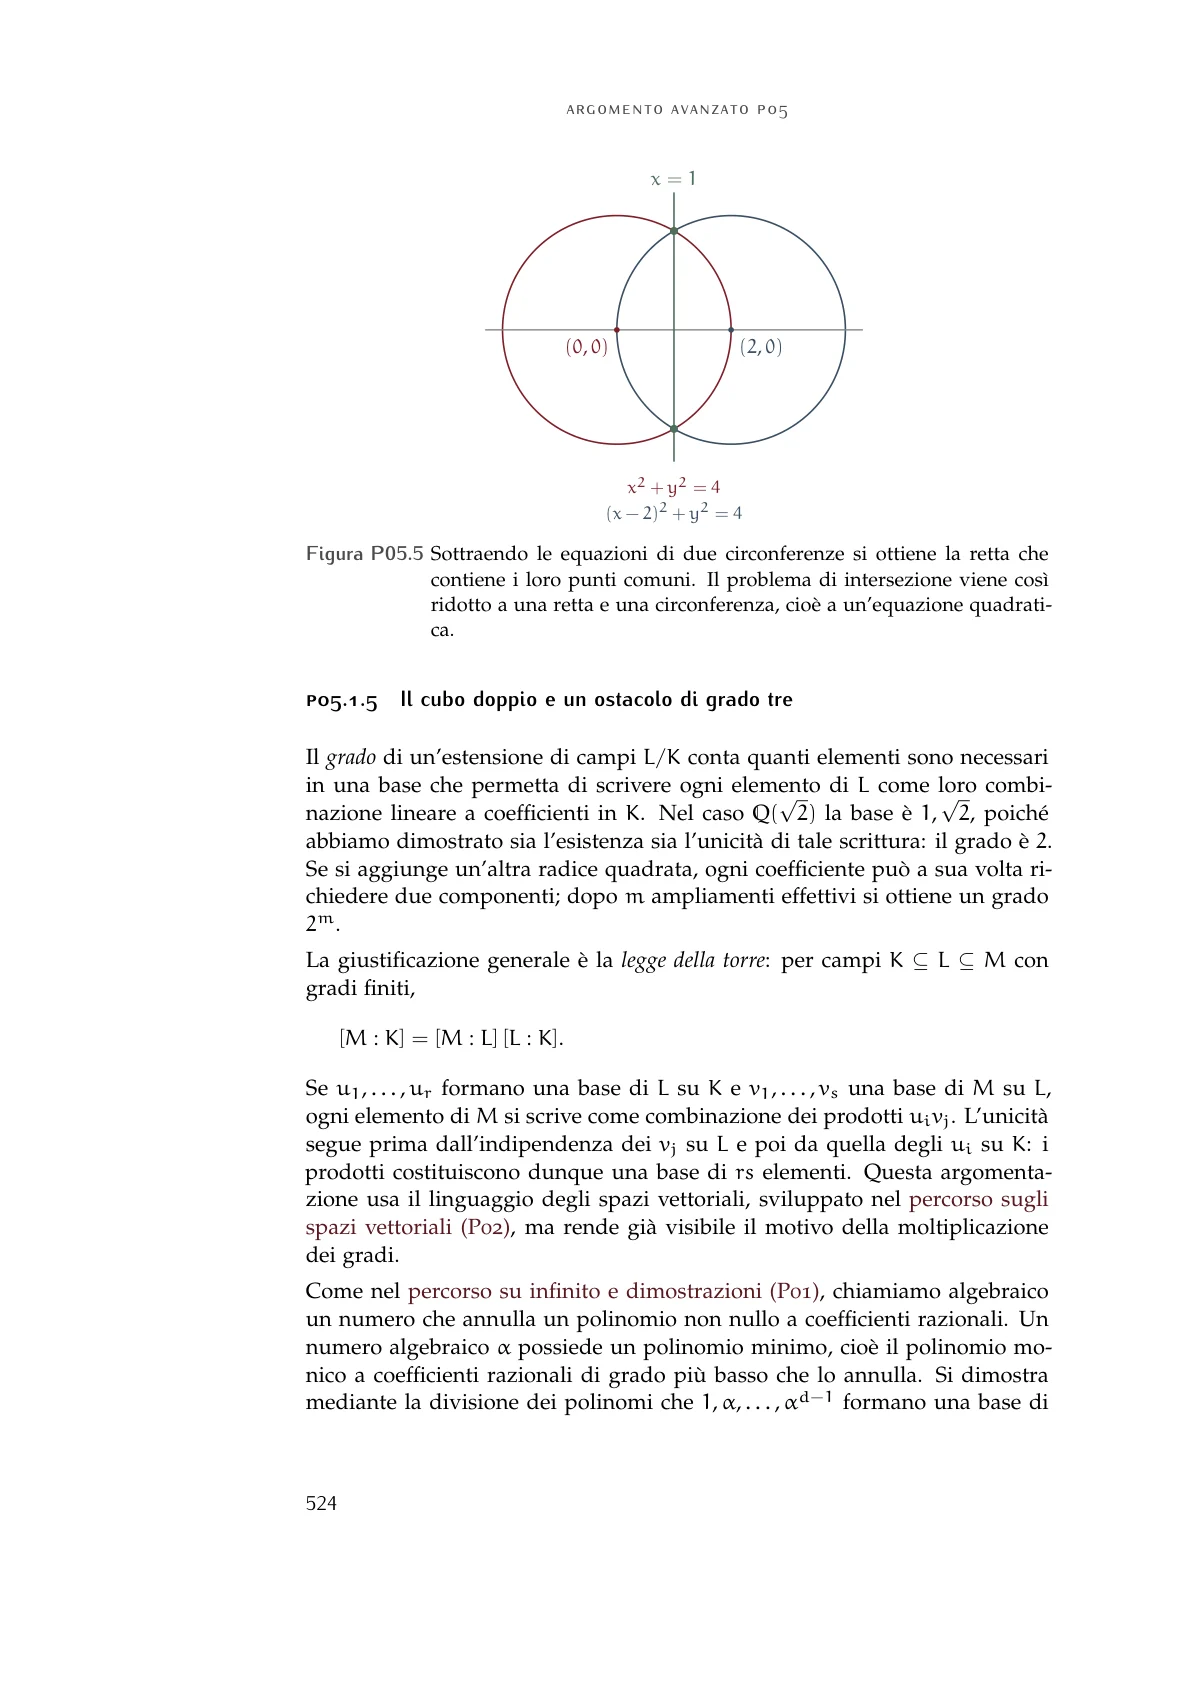 ARGOMENTO AVANZATO P05
x = 1
(0, 0)
(2, 0)
x² + y² = 4
(x − 2)² + y² = 4
Figura P05.5 Sottraendo le equazioni di due circonferenze si ottiene la retta che
contiene i loro punti comuni. Il problema di intersezione viene così
ridotto a una retta e una circonferenza, cioè a un'equazione quadrati-
ca.
P05.1.5 Il cubo doppio e un ostacolo di grado tre
Il grado di un'estensione di campi L/K conta quanti elementi sono necessari
in una base che permetta di scrivere ogni elemento di L come loro combi-
nazione lineare a coefficienti in K. Nel caso Q(√2) la base è 1, √2, poiché
abbiamo dimostrato sia l'esistenza sia l'unicità di tale scrittura: il grado è 2.
Se si aggiunge un'altra radice quadrata, ogni coefficiente può a sua volta ri-
chiedere due componenti; dopo m ampliamenti effettivi si ottiene un grado
2ᵐ.
La giustificazione generale è la legge della torre: per campi K ⊆ L ⊆ M con
gradi finiti,
[M : K] = [M : L] [L : K].
Se u₁, . . . , uᵣ formano una base di L su K e v₁, . . . , vₛ una base di M su L,
ogni elemento di M si scrive come combinazione dei prodotti uᵢvⱼ. L'unicità
segue prima dall'indipendenza dei vⱼ su L e poi da quella degli uᵢ su K: i
prodotti costituiscono dunque una base di rs elementi. Questa argomenta-
zione usa il linguaggio degli spazi vettoriali, sviluppato nel percorso sugli
spazi vettoriali (P02), ma rende già visibile il motivo della moltiplicazione
dei gradi.
Come nel percorso su infinito e dimostrazioni (P01), chiamiamo algebraico
un numero che annulla un polinomio non nullo a coefficienti razionali. Un
numero algebraico α possiede un polinomio minimo, cioè il polinomio mo-
nico a coefficienti razionali di grado più basso che lo annulla. Si dimostra
mediante la divisione dei polinomi che 1, α, . . . , αᵈ⁻¹ formano una base di
524